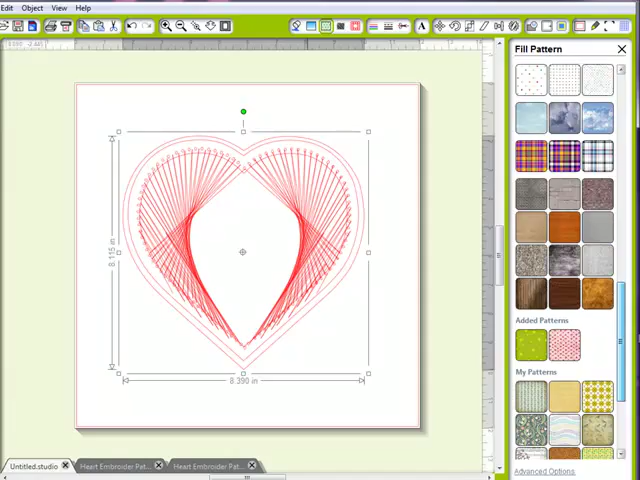 Edit Object View Help
Fill Pattern
8.115 in
8.390 in
Added Patterns
My Patterns
Advanced Options
Untitled.studio Heart Embroider Pat... Heart Embroider Pat...